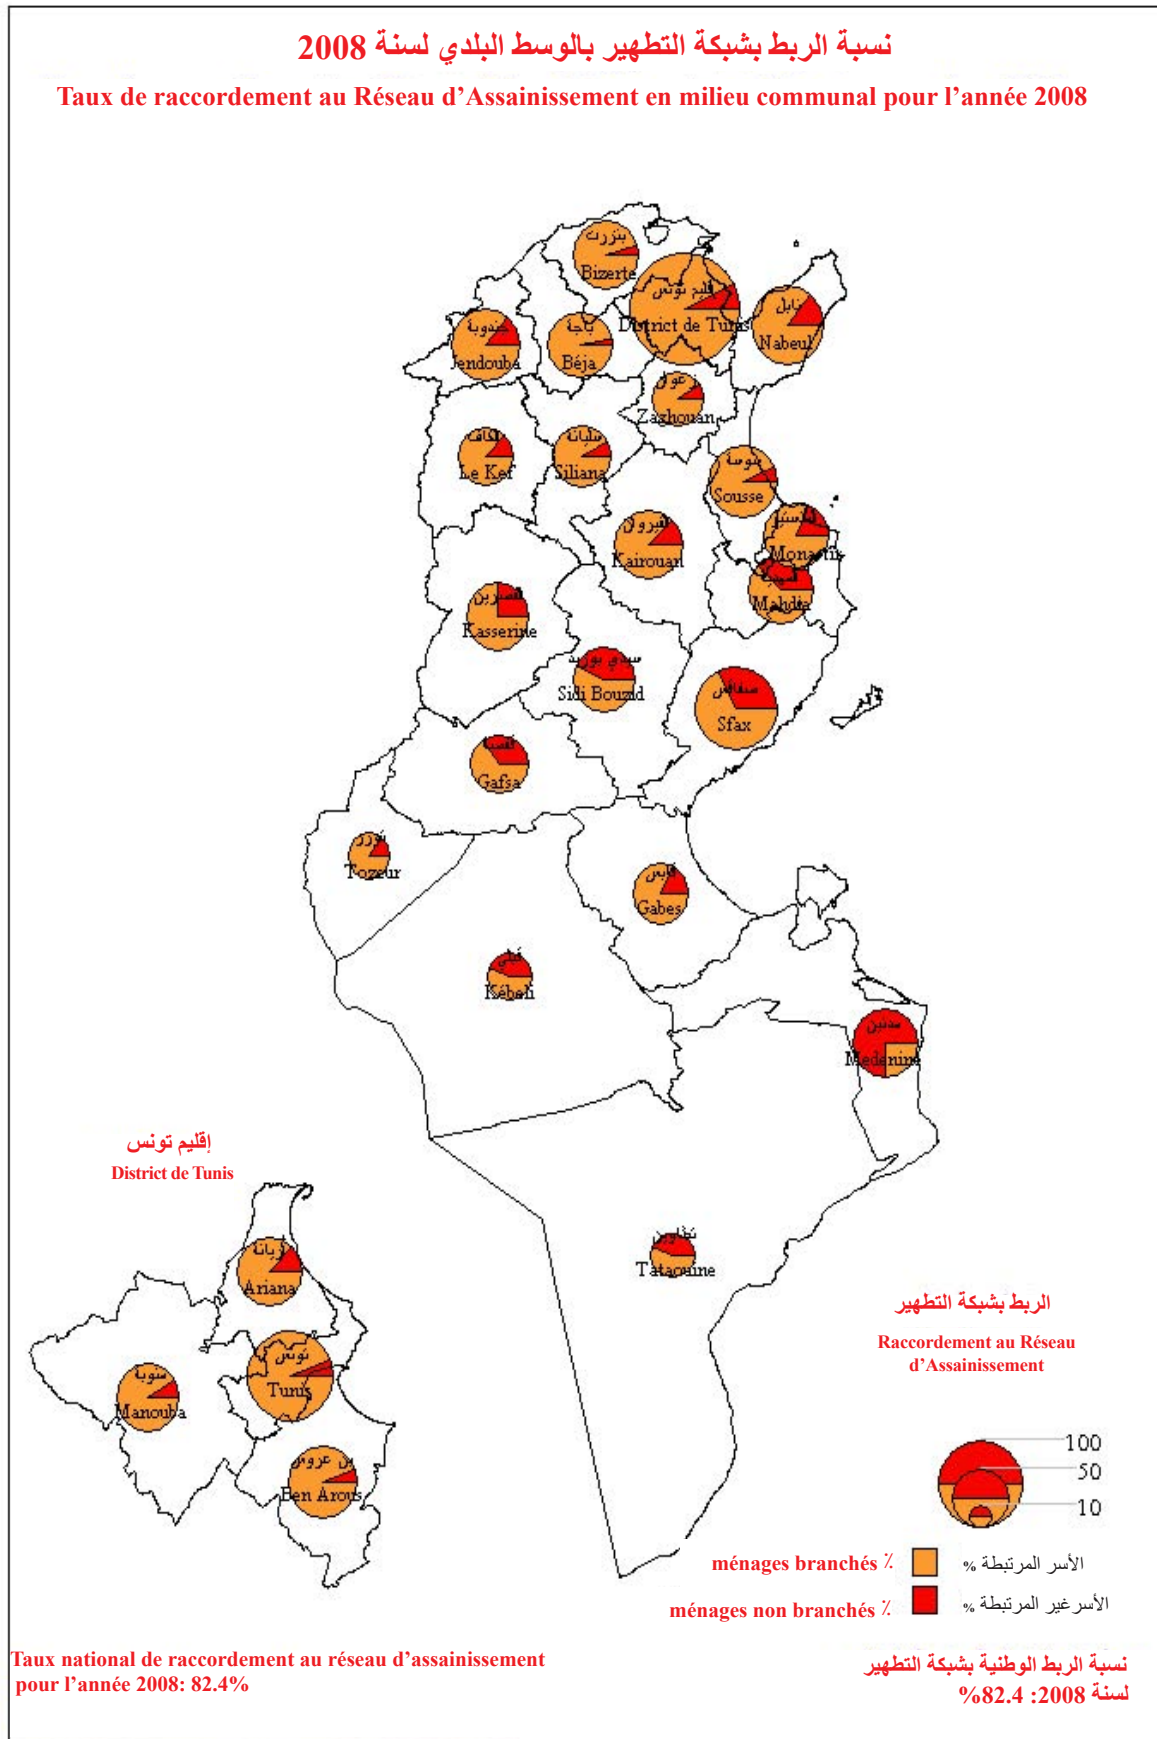 نسبة الربط بشبكة التطهير بالوسط البلدي لسنة 2008
Taux de raccordement au Réseau d’Assainissement en milieu communal pour l’année 2008
بنزرت
Bizerte
إقليم تونس
District de Tunis
نابل
Nabeul
جندوبة
Jendouba
باجة
Béja
زغوان
Zaghouan
الكاف
Le Kef
سليانة
Siliana
سوسة
Sousse
المنستير
Monastir
القيروان
Kairouan
المهدية
Mahdia
القصرين
Kasserine
سيدي بوزيد
Sidi Bouzid
صفاقس
Sfax
قفصة
Gafsa
توزر
Tozeur
قابس
Gabes
قبلي
Kébeli
مدنين
Medenine
تطاوين
Tataouine
إقليم تونس
District de Tunis
أريانة
Ariana
تونس
Tunis
منوبة
Manouba
بن عروس
Ben Arous
الربط بشبكة التطهير
Raccordement au Réseau
d’Assainissement
100
50
10
ménages branchés ٪ الأسر المرتبطة %
ménages non branchés ٪ الأسرغير المرتبطة %
Taux national de raccordement au réseau d’assainissement
pour l’année 2008: 82.4%
نسبة الربط الوطنية بشبكة التطهير
لسنة 2008: 82.4%